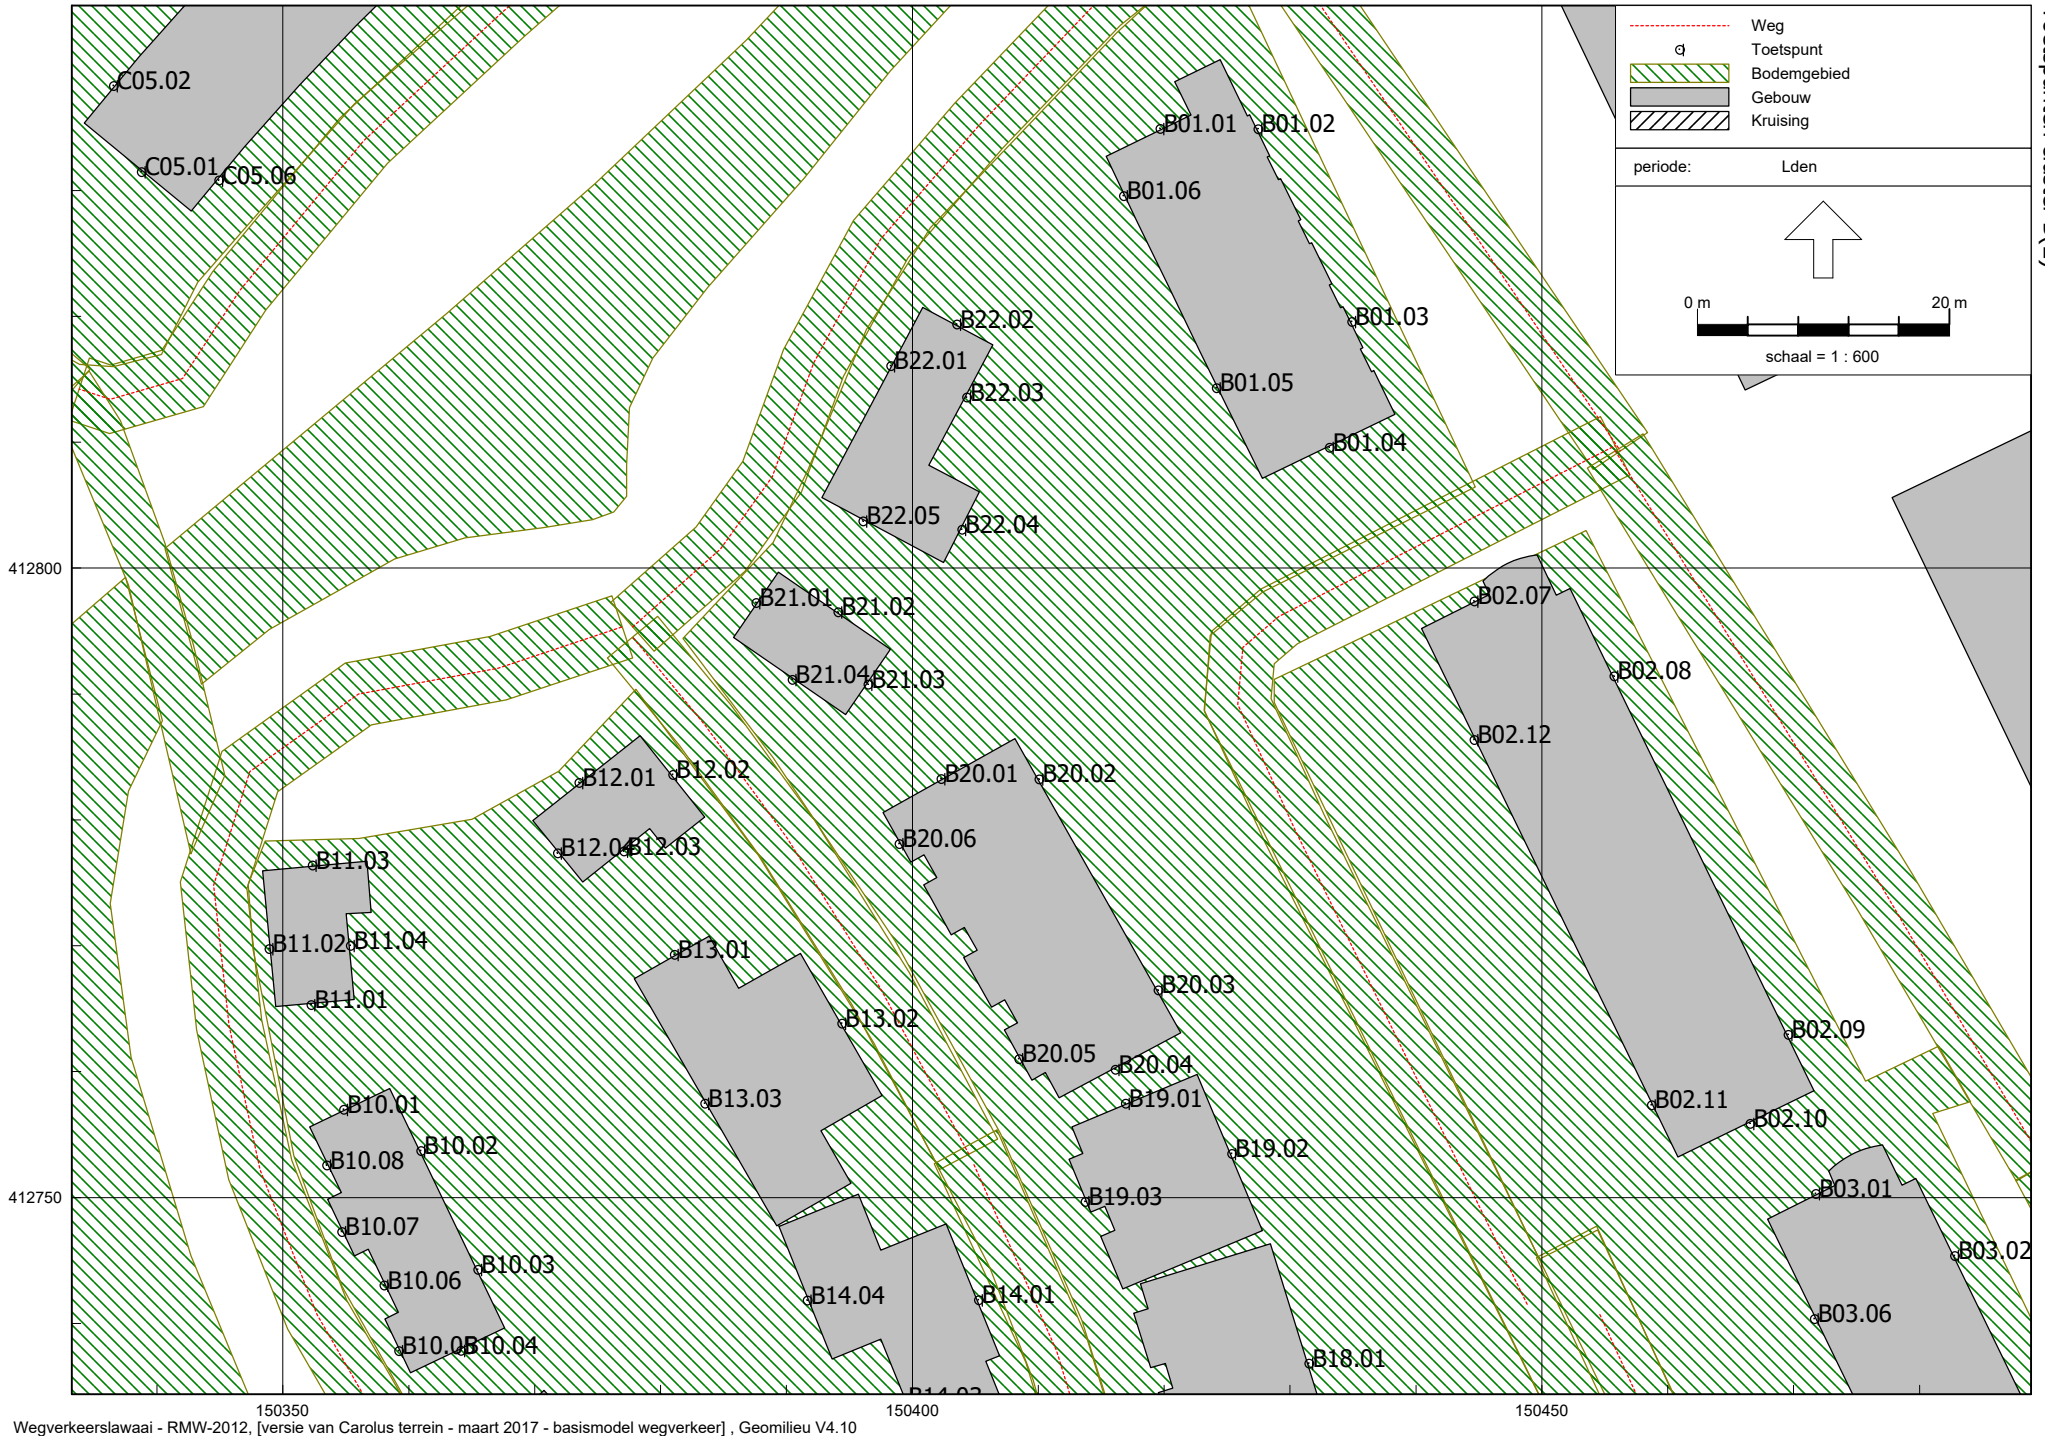 Weg
Toetspunt
Bodemgebied
Gebouw
Kruising
periode: Lden
0 m 20 m
schaal = 1 : 600
C05.02
C05.01
C05.06
B01.01
B01.02
B01.06
B01.03
B01.05
B01.04
B22.02
B22.01
B22.03
B22.05
B22.04
412800
B21.01
B21.02
B21.04
B21.03
B02.07
B02.08
B02.12
B12.01
B12.02
B12.04
B12.03
B20.01
B20.02
B20.06
B11.03
B11.02
B11.04
B11.01
B13.01
B13.02
B13.03
B20.03
B20.05
B20.04
B02.09
B02.11
B02.10
B10.01
B10.02
B10.08
B10.07
B10.03
B10.06
B10.05
B10.04
B19.01
B19.02
B19.03
412750
B03.01
B03.02
B03.06
B14.04
B14.01
B18.01
150350
150400
150450
Wegverkeerslawaai - RMW-2012, [versie van Carolus terrein - maart 2017 - basismodel wegverkeer] , Geomilieu V4.10